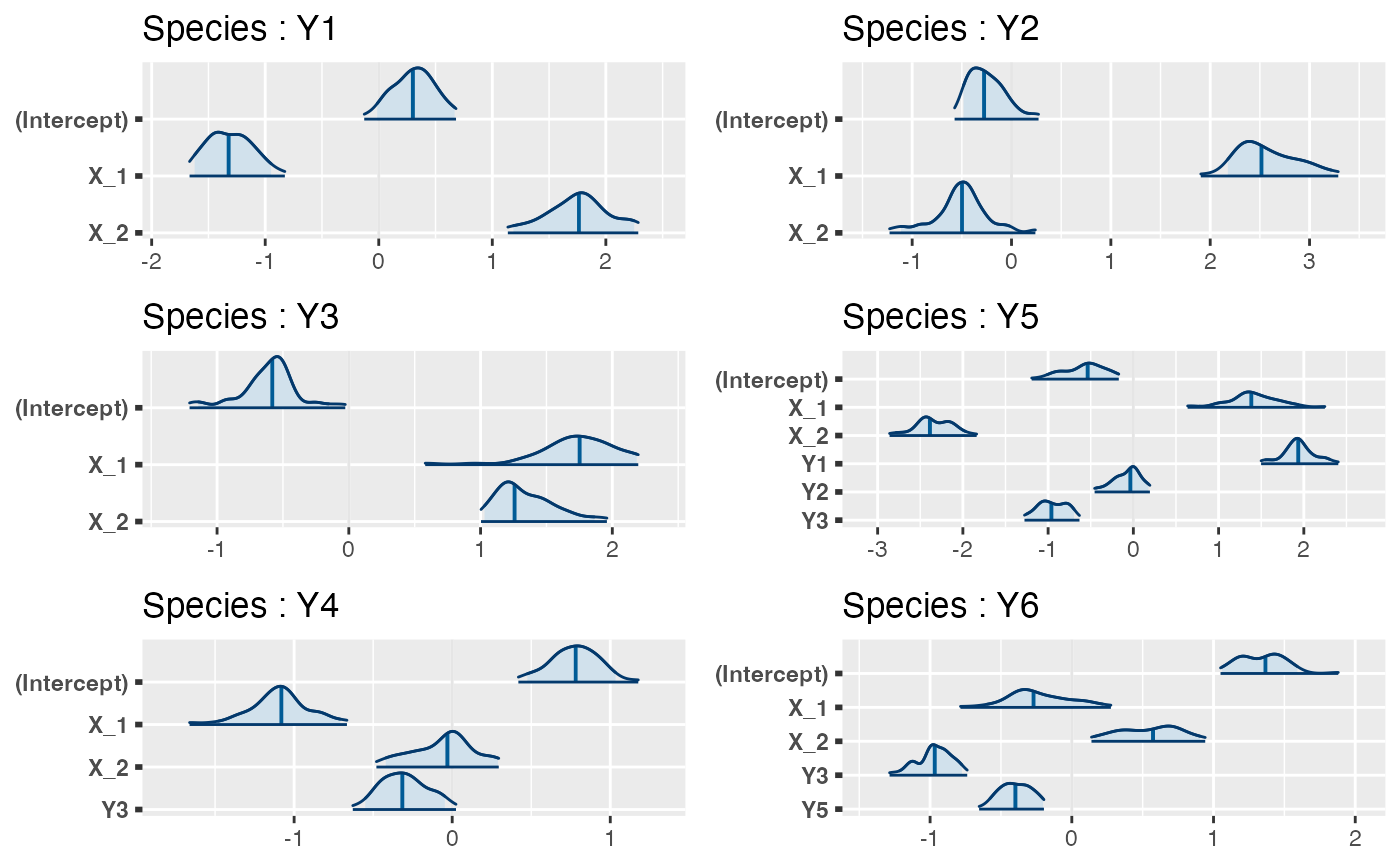 Species : Y1
(Intercept)
X_1
X_2
-2 -1 0 1 2
Species : Y2
(Intercept)
X_1
X_2
-1 0 1 2 3
Species : Y3
(Intercept)
X_1
X_2
-1 0 1 2
Species : Y5
(Intercept)
X_1
X_2
Y1
Y2
Y3
-3 -2 -1 0 1 2
Species : Y4
(Intercept)
X_1
X_2
Y3
-1 0 1
Species : Y6
(Intercept)
X_1
X_2
Y3
Y5
-1 0 1 2